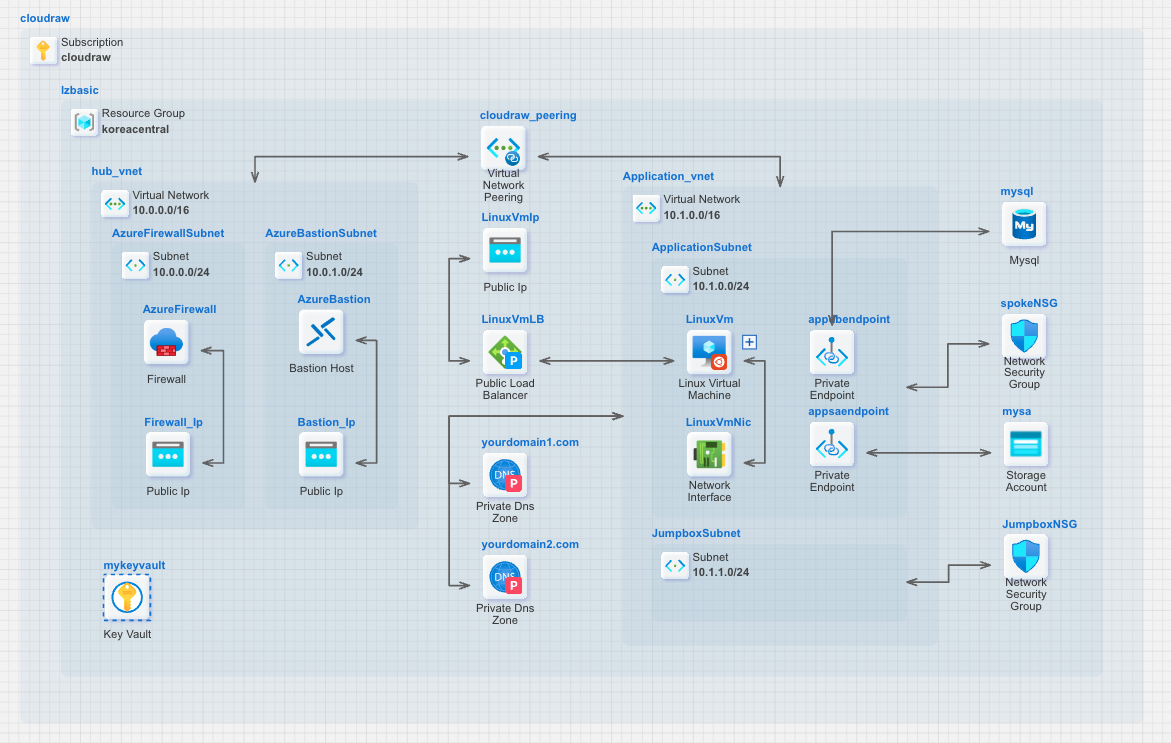 cloudraw
Subscription
cloudraw
lzbasic
Resource Group
koreacentral
cloudraw_peering
Virtual
Network
Peering
hub_vnet
Virtual Network
10.0.0.0/16
AzureFirewallSubnet
Subnet
10.0.0.0/24
AzureFirewall
Firewall
Firewall_Ip
Public Ip
AzureBastionSubnet
Subnet
10.0.1.0/24
AzureBastion
Bastion Host
Bastion_Ip
Public Ip
mykeyvault
Key Vault
LinuxVmIp
Public Ip
LinuxVmLB
P
Public Load
Balancer
yourdomain1.com
DNS
P
Private Dns
Zone
yourdomain2.com
DNS
P
Private Dns
Zone
Application_vnet
Virtual Network
10.1.0.0/16
ApplicationSubnet
Subnet
10.1.0.0/24
LinuxVm
Linux Virtual
Machine
LinuxVmNic
Network
Interface
Private
Endpoint
appsaendpoint
Private
Endpoint
JumpboxSubnet
Subnet
10.1.1.0/24
mysql
My
Mysql
spokeNSG
Network
Security
Group
mysa
Storage
Account
JumpboxNSG
Network
Security
Group